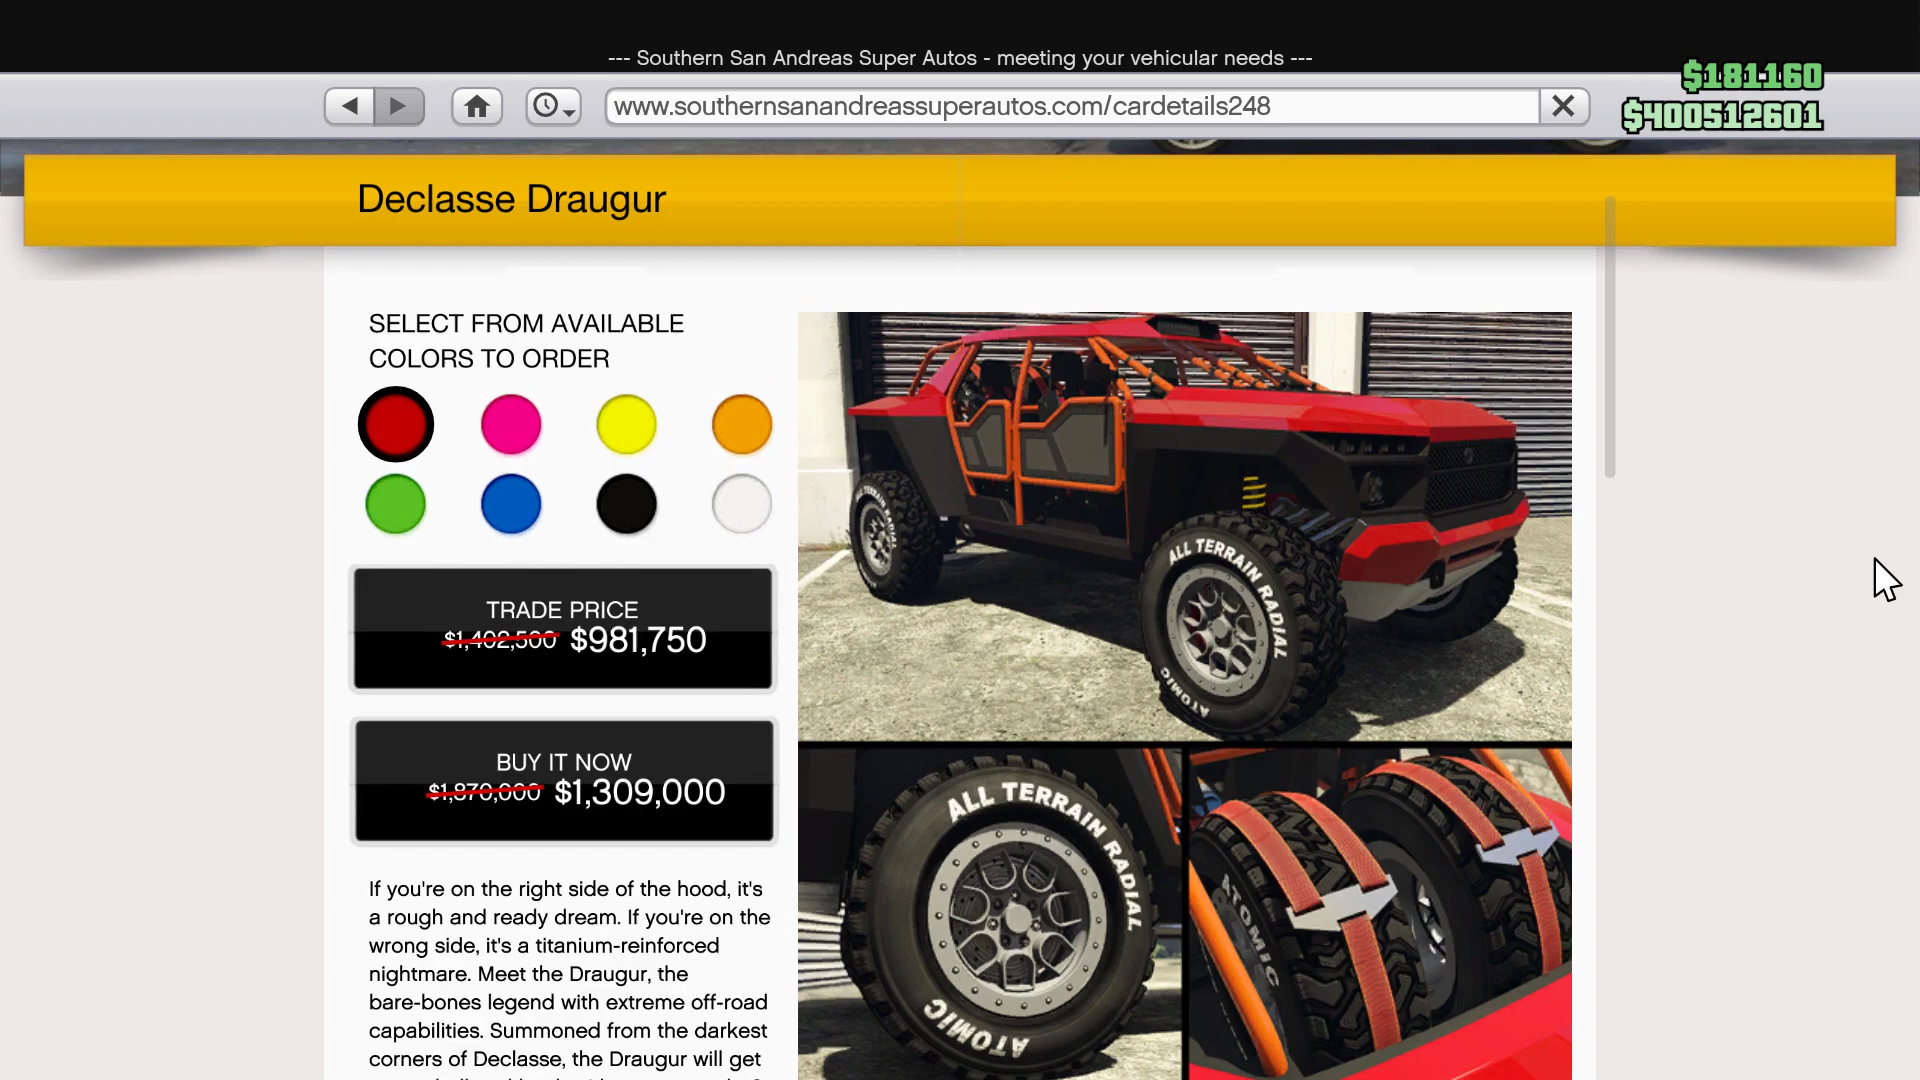 --- Southern San Andreas Super Autos - meeting your vehicular needs ---
www.southernsanandreassuperautos.com/cardetails248
$181160
$400512601
Declasse Draugur
SELECT FROM AVAILABLE
COLORS TO ORDER
TRADE PRICE
$1,402,500 $981,750
BUY IT NOW
$1,870,000 $1,309,000
If you're on the right side of the hood, it's
a rough and ready dream. If you're on the
wrong side, it's a titanium-reinforced
nightmare. Meet the Draugur, the
bare-bones legend with extreme off-road
capabilities. Summoned from the darkest
corners of Declasse, the Draugur will get
ALL TERRAIN RADIAL
ALL TERRAIN RADIAL
ATOMIC
ALL TERRAIN RADIAL
ATOMIC
ATOMIC